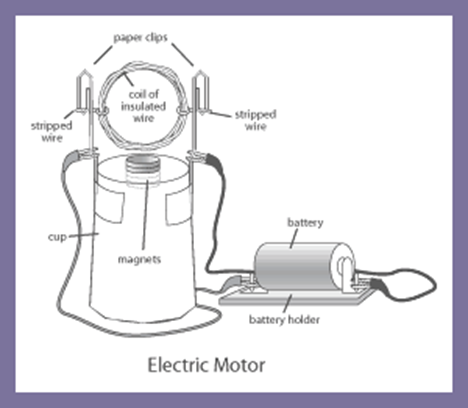 paper clips
coil of
insulated
wire
stripped
wire
stripped
wire
cup
magnets
battery
battery holder
Electric Motor